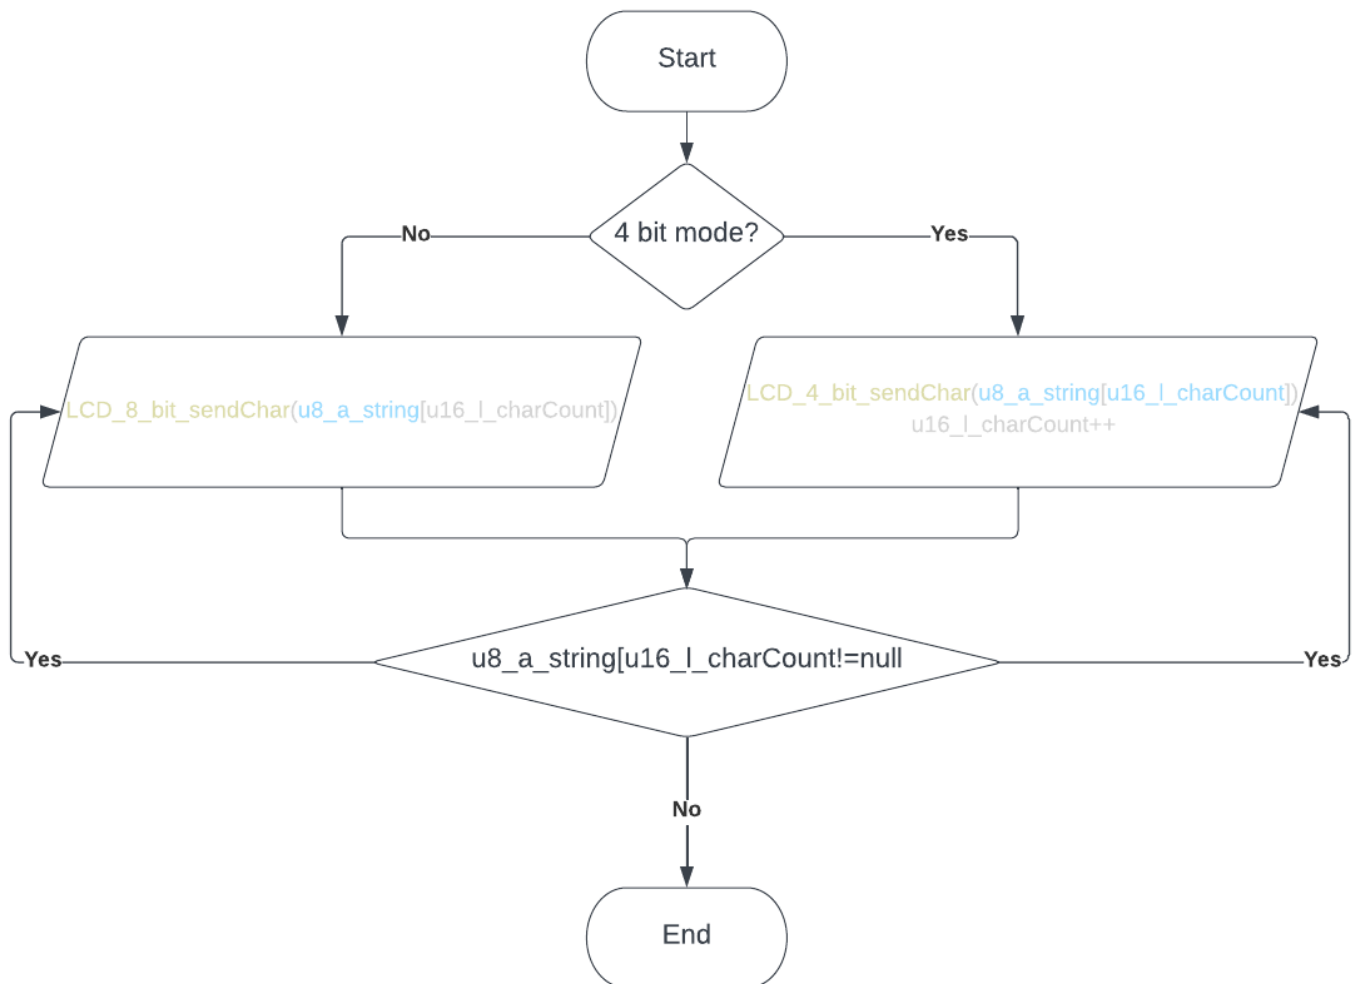 Start
4 bit mode?
No
Yes
LCD_8_bit_sendChar(u8_a_string[u16_l_charCount])
LCD_4_bit_sendChar(u8_a_string[u16_l_charCount])
u16_l_charCount++
u8_a_string[u16_l_charCount!=null
Yes
Yes
No
End